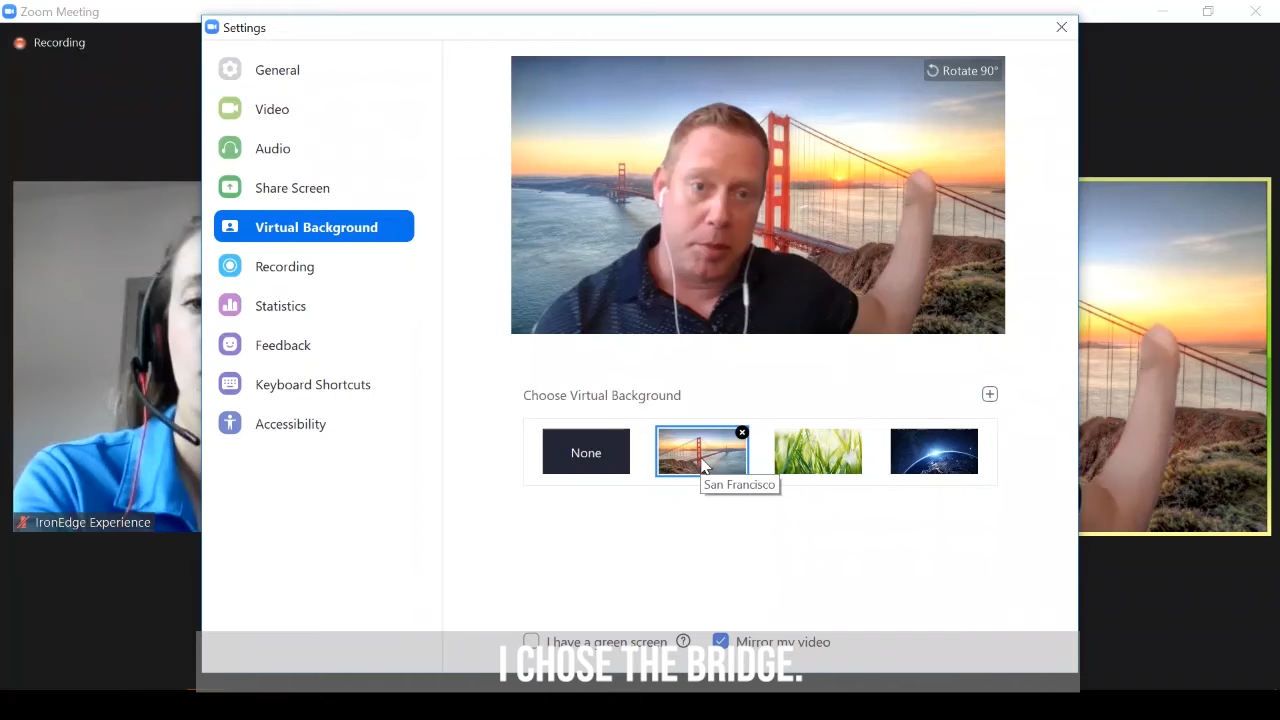 Zoom Meeting
Recording
Settings
General
Video
Audio
Share Screen
Virtual Background
Recording
Statistics
Feedback
Keyboard Shortcuts
Accessibility
Rotate 90°
Choose Virtual Background
None
San Francisco
IronEdge Experience
I have a green screen
Mirror my video
I CHOSE THE BRIDGE.